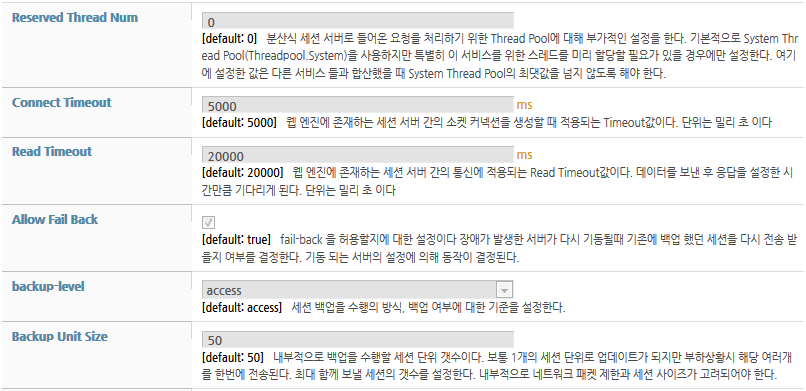 Reserved Thread Num
0
[default: 0] 분산식 세션 서버로 들어온 요청을 처리하기 위한 Thread Pool에 대해 부가적인 설정을 한다. 기본적으로 System Thr
ead Pool(Threadpool.System)을 사용하지만 특별히 이 서비스를 위한 스레드를 미리 할당할 필요가 있을 경우에만 설정한다. 여기
에 설정한 값은 다른 서비스 들과 합산했을 때 System Thread Pool의 최댓값을 넘지 않도록 해야 한다.
Connect Timeout
5000 ms
[default: 5000] 웹 엔진에 존재하는 세션 서버 간의 소켓 커넥션을 생성할 때 적용되는 Timeout값이다. 단위는 밀리 초 이다
Read Timeout
20000 ms
[default: 20000] 웹 엔진에 존재하는 세션 서버 간의 통신에 적용되는 Read Timeout값이다. 데이터를 보낸 후 응답을 설정한 시
간만큼 기다리게 된다. 단위는 밀리 초 이다
Allow Fail Back
[default: true] fail-back 을 허용할지에 대한 설정이다 장애가 발생한 서버가 다시 기동될때 기존에 백업 했던 세션을 다시 전송 받
을지 여부를 결정한다. 기동 되는 서버의 설정에 의해 동작이 결정된다.
backup-level
access
[default: access] 세션 백업을 수행의 방식, 백업 여부에 대한 기준을 설정한다.
Backup Unit Size
50
[default: 50] 내부적으로 백업을 수행할 세션 단위 갯수이다. 보통 1개의 세션 단위로 업데이트가 되지만 부하상황시 해당 여러개
를 한번에 전송된다. 최대 함께 보낼 세션의 갯수를 설정한다. 내부적으로 네트워크 패킷 제한과 세션 사이즈가 고려되어야 한다.